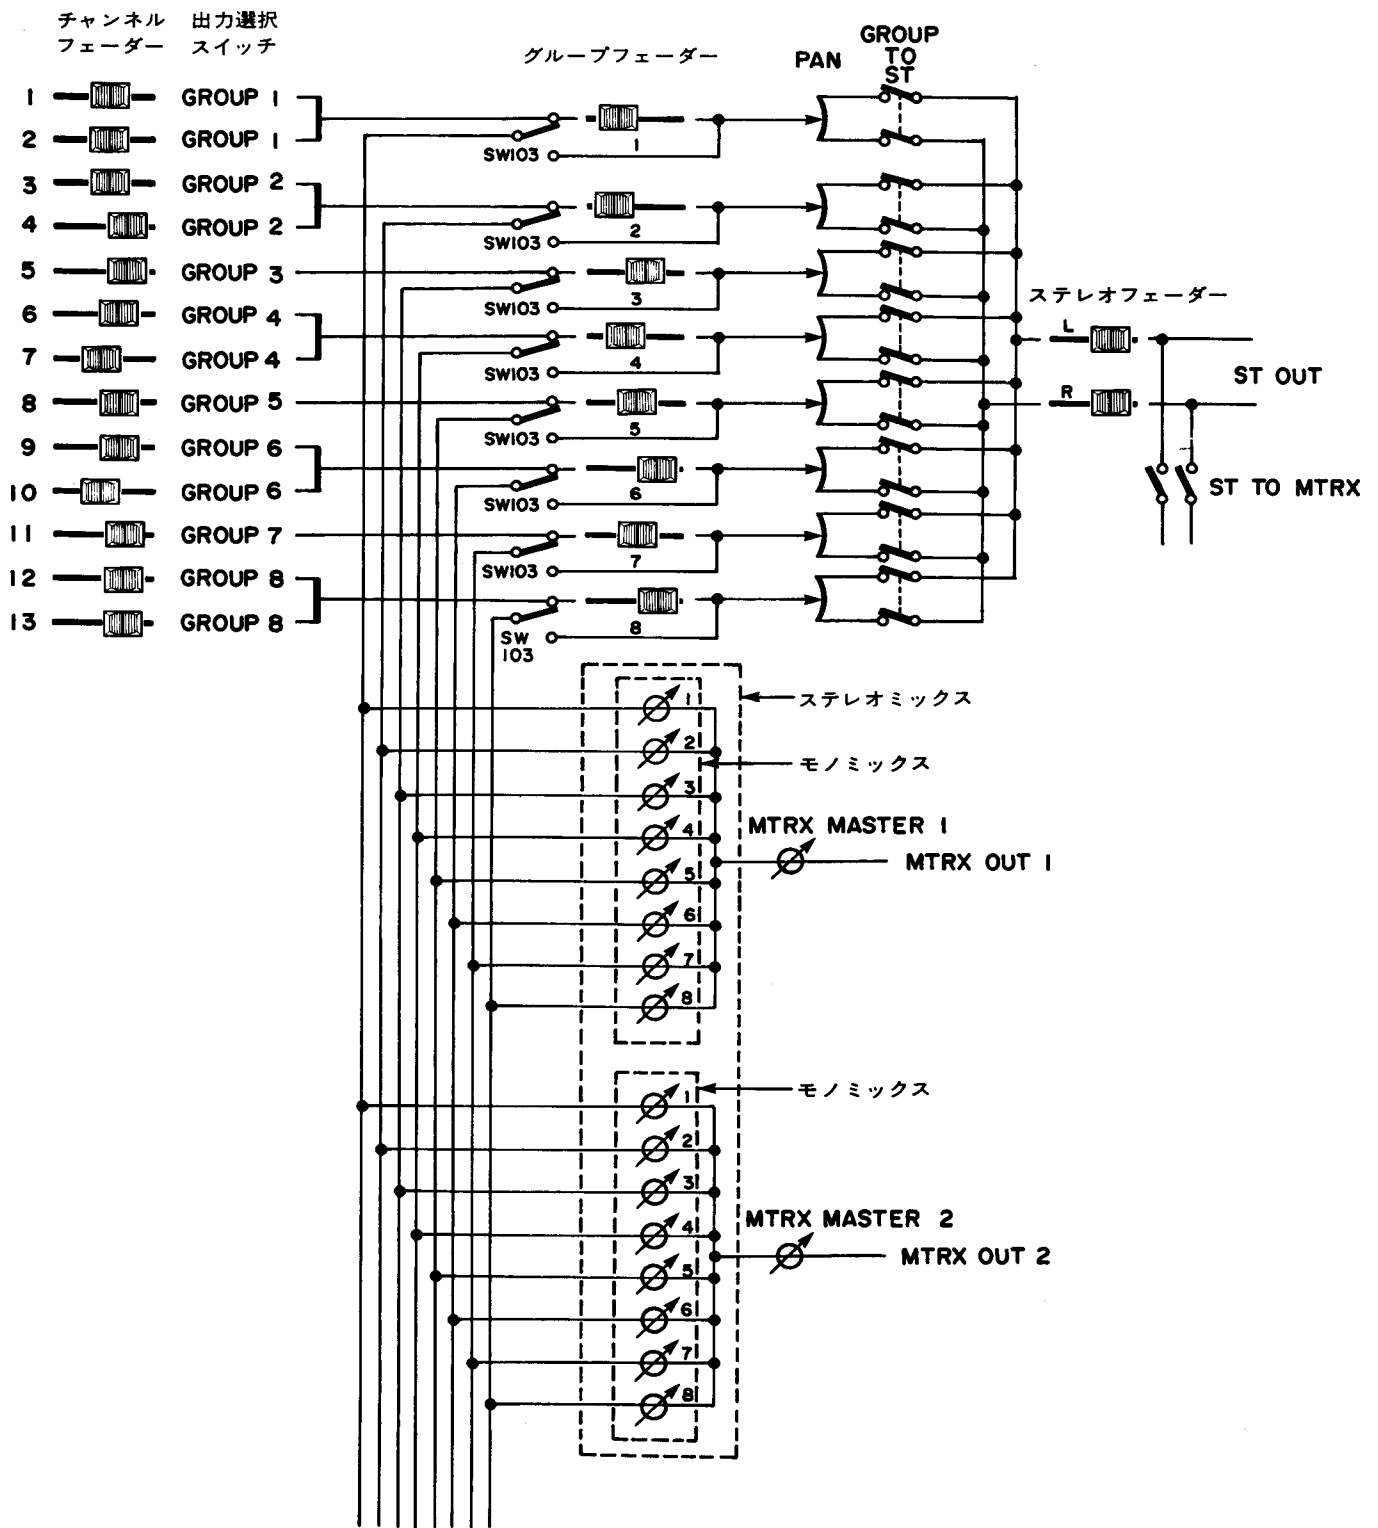 チャンネル
フェーダー
出力選択
スイッチ
グループフェーダー
PAN
GROUP
TO
ST
1 GROUP 1
2 GROUP 1
3 GROUP 2
4 GROUP 2
5 GROUP 3
6 GROUP 4
7 GROUP 4
8 GROUP 5
9 GROUP 6
10 GROUP 6
11 GROUP 7
12 GROUP 8
13 GROUP 8
SW103 1
SW103 2
SW103 3
SW103 4
SW103 5
SW103 6
SW103 7
SW
103
8
ステレオフェーダー
L
R
ST OUT
ST TO MTRX
ステレオミックス
モノミックス
1
2
3
4
5
6
7
8
MTRX MASTER 1
MTRX OUT 1
モノミックス
1
2
3
4
5
6
7
8
MTRX MASTER 2
MTRX OUT 2